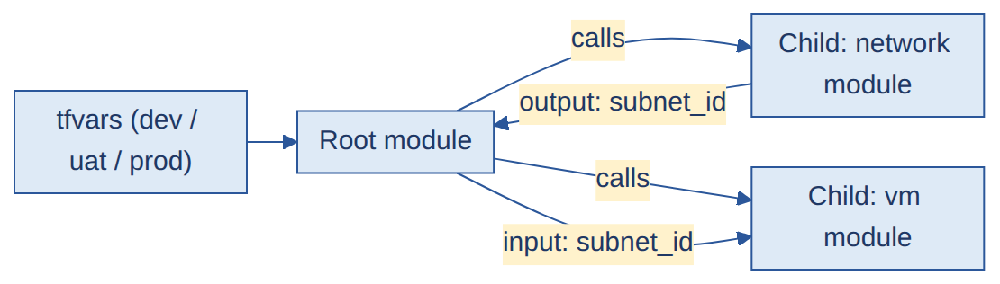 tfvars (dev /
uat / prod)
Root module
calls
output: subnet_id
calls
input: subnet_id
Child: network
module
Child: vm
module